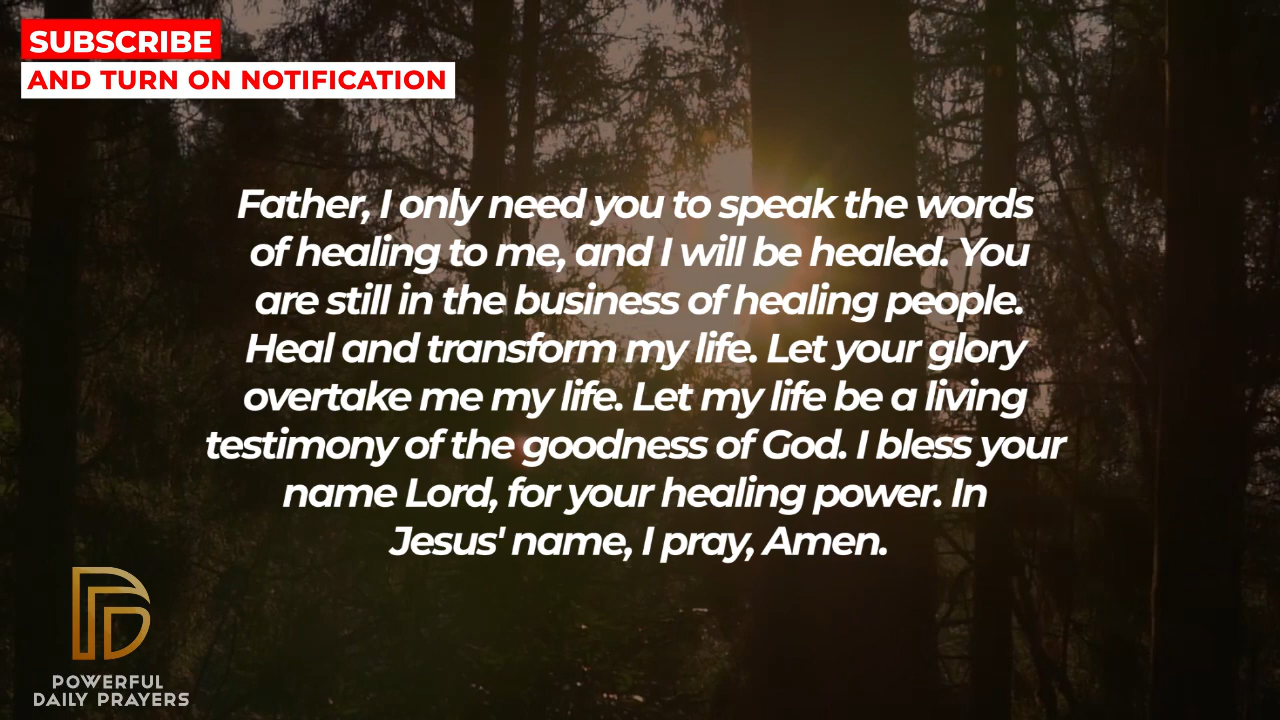 SUBSCRIBE
AND TURN ON NOTIFICATION
Father, I only need you to speak the words
of healing to me, and I will be healed. You
are still in the business of healing people.
Heal and transform my life. Let your glory
overtake me my life. Let my life be a living
testimony of the goodness of God. I bless your
name Lord, for your healing power. In
Jesus' name, I pray, Amen.
POWERFUL
DAILY PRAYERS